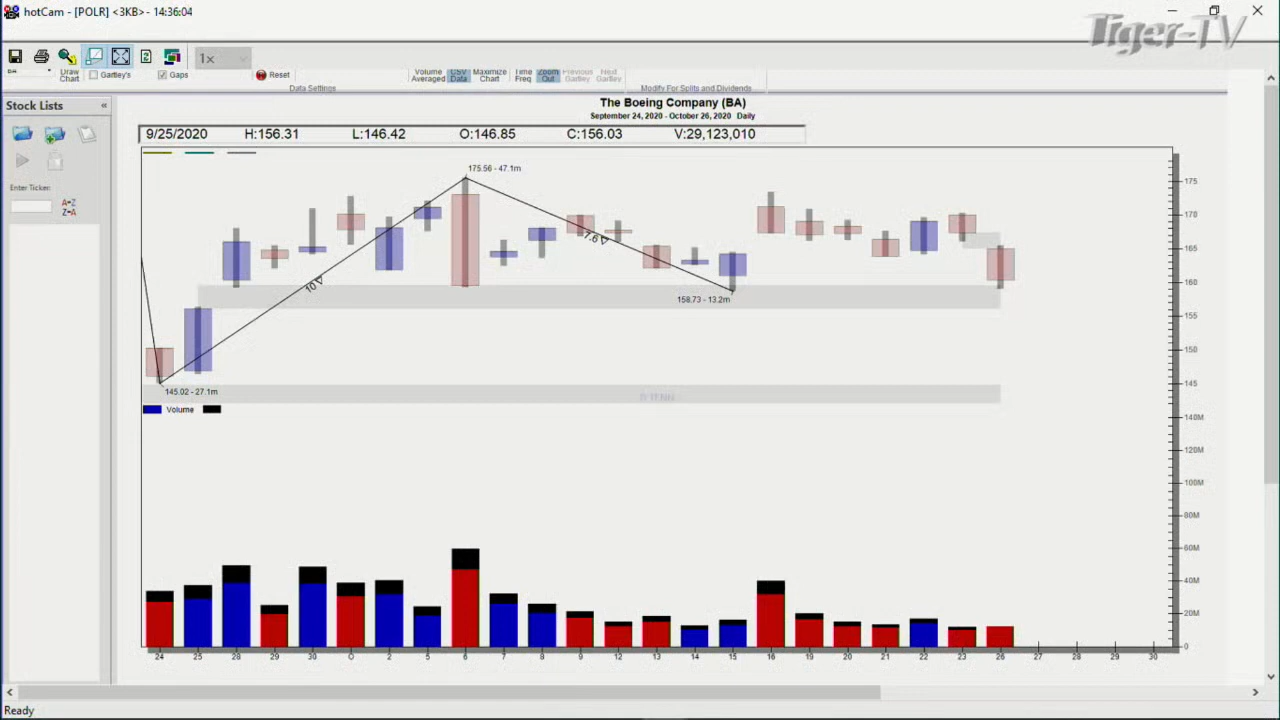 hotCam - [POLR] <3KB> - 14:36:04
Tiger-TV
1x
BA
Draw
Chart
Gartley's
Gaps
Reset
Volume
Averaged
CSV
Data
Maximize
Chart
Time
Freq
Zoom
Out
Previous
Gartley
Next
Gartley
Data Settings
Modify For Splits and Dividends
Stock Lists
«
The Boeing Company (BA)
September 24, 2020 - October 26, 2020 Daily
9/25/2020 H:156.31 L:146.42 O:146.85 C:156.03 V:29,123,010
Enter Ticker:
A-Z
Z-A
175.56 - 47.1m
175
170
7.6
165
10
160
158.73 - 13.2m
155
150
145
145.02 - 27.1m
Volume
140M
120M
100M
80M
60M
40M
20M
0
24 25 28 29 30 O 2 5 6 7 8 9 12 13 14 15 16 19 20 21 22 23 26 27 28 29 30
Ready